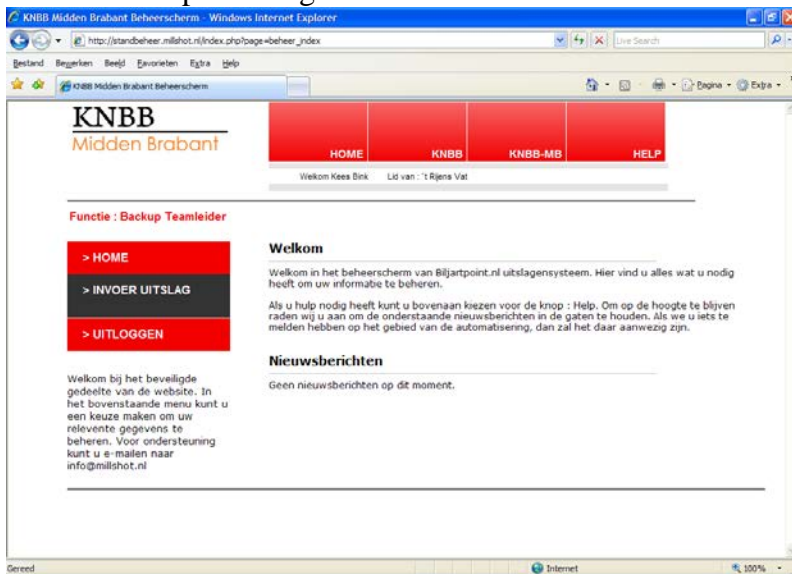 KNBB Midden Brabant Beheerscherm - Windows Internet Explorer
http://standbeheer.millshot.nl/index.php?page=beheer_index
Live Search
Bestand Bewerken Beeld Favorieten Extra Help
KNBB Midden Brabant Beheerscherm
Pagina Extra
KNBB
Midden Brabant
HOME KNBB KNBB-MB HELP
Welkom Kees Bink Lid van : 't Rijens Vat
Functie : Backup Teamleider
> HOME
> INVOER UITSLAG
> UITLOGGEN
Welkom bij het beveiligde
gedeelte van de website. In
het bovenstaande menu kunt u
een keuze maken om uw
relevente gegevens te
beheren. Voor ondersteuning
kunt u e-mailen naar
info@millshot.nl
Welkom
Welkom in het beheerscherm van Biljartpoint.nl uitslagensysteem. Hier vind u alles wat u nodig
heeft om uw informatie te beheren.
Als u hulp nodig heeft kunt u bovenaan kiezen voor de knop : Help. Om op de hoogte te blijven
raden wij u aan om de onderstaande nieuwsberichten in de gaten te houden. Als we u iets te
melden hebben op het gebied van de automatisering, dan zal het daar aanwezig zijn.
Nieuwsberichten
Geen nieuwsberichten op dit moment.
Gereed Internet 100%